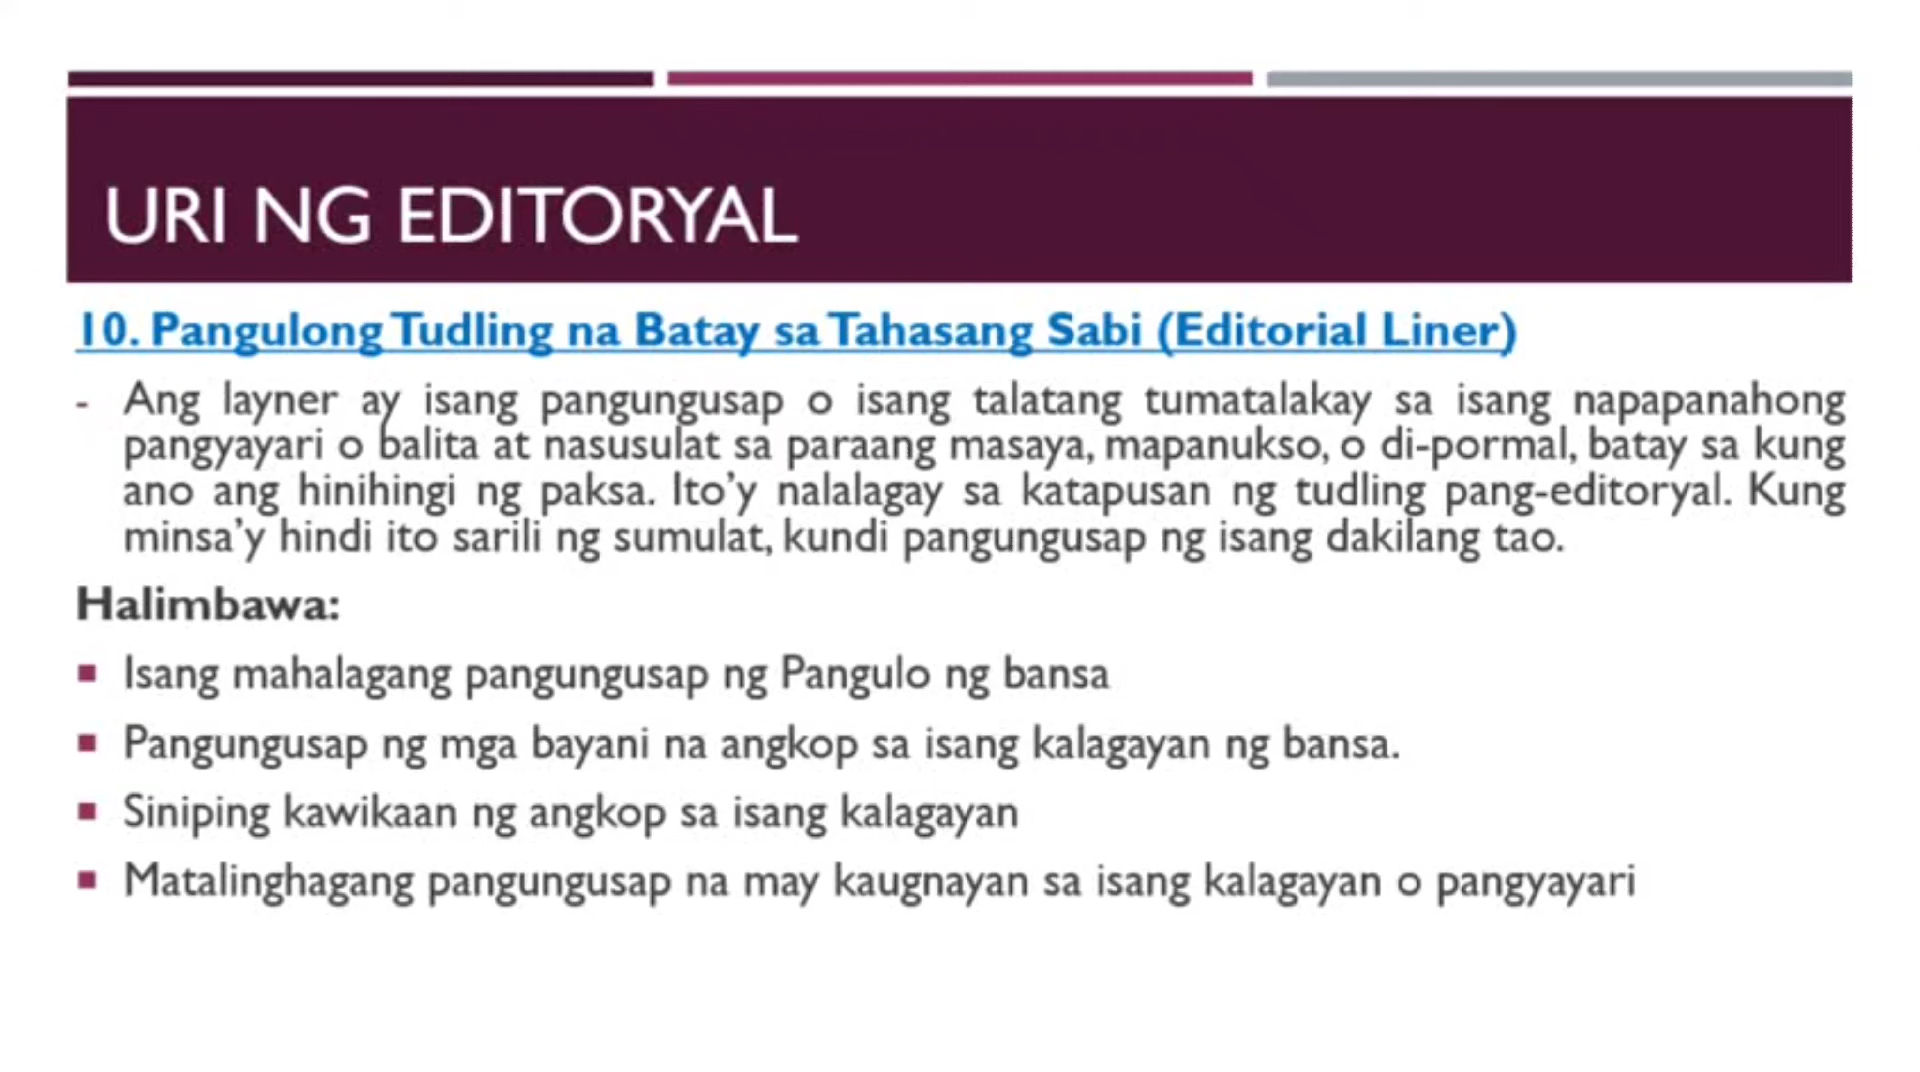 URI NG EDITORYAL
10. Pangulong Tudling na Batay sa Tahasang Sabi (Editorial Liner)
- Ang layner ay isang pangungusap o isang talatang tumatalakay sa isang napapanahong
pangyayari o balita at nasusulat sa paraang masaya, mapanukso, o di-pormal, batay sa kung
ano ang hinihingi ng paksa. Ito'y nalalagay sa katapusan ng tudling pang-editoryal. Kung
minsa'y hindi ito sarili ng sumulat, kundi pangungusap ng isang dakilang tao.
Halimbawa:
▪ Isang mahalagang pangungusap ng Pangulo ng bansa
▪ Pangungusap ng mga bayani na angkop sa isang kalagayan ng bansa.
▪ Siniping kawikaan ng angkop sa isang kalagayan
▪ Matalinghagang pangungusap na may kaugnayan sa isang kalagayan o pangyayari